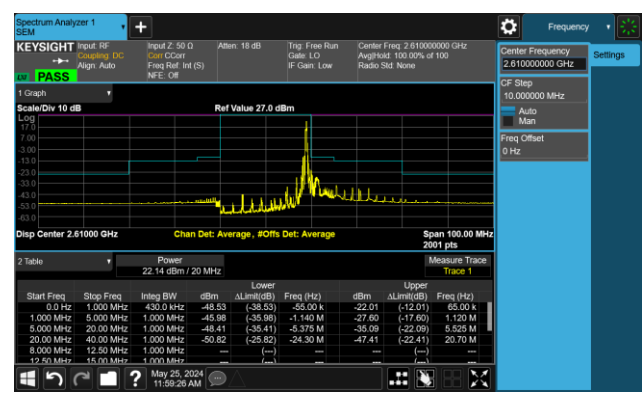 Spectrum Analyzer 1
SEM
Frequency
KEYSIGHT Input: RF Input Z: 50 Ω Atten: 18 dB Trig: Free Run Center Freq: 2.610000000 GHz
Coupling: DC Corr CCorr Gate: LO Avg|Hold: 100.00% of 100
Align: Auto Freq Ref: Int (S) IF Gain: Low Radio Std: None
PASS NFE: Off
Center Frequency
2.610000000 GHz
Settings
CF Step
10.000000 MHz
Auto
Man
Freq Offset
0 Hz
1 Graph
Scale/Div 10 dB Ref Value 27.0 dBm
Log
17.0
7.00
-3.00
-13.0
-23.0
-33.0
-43.0
-53.0
-63.0
Disp Center 2.61000 GHz Chan Det: Average , #Offs Det: Average Span 100.00 MHz
2001 pts
2 Table Power Measure Trace
22.14 dBm / 20 MHz Trace 1
Lower Upper
Start Freq Stop Freq Integ BW dBm ΔLimit(dB) Freq (Hz) dBm ΔLimit(dB) Freq (Hz)
0.0 Hz 1.000 MHz 430.0 kHz -48.53 (-38.53) -55.00 k -22.01 (-12.01) 65.00 k
1.000 MHz 5.000 MHz 1.000 MHz -45.98 (-35.98) -1.140 M -27.60 (-17.60) 1.120 M
5.000 MHz 20.00 MHz 1.000 MHz -48.41 (-35.41) -5.375 M -35.09 (-22.09) 5.525 M
20.00 MHz 40.00 MHz 1.000 MHz -50.82 (-25.82) -24.30 M -47.41 (-22.41) 20.70 M
8.000 MHz 12.50 MHz 1.000 MHz --- (---) --- --- (---) ---
12.50 MHz 15.00 MHz 1.000 MHz --- (---) --- --- (---) ---
May 25, 2024
11:59:26 AM